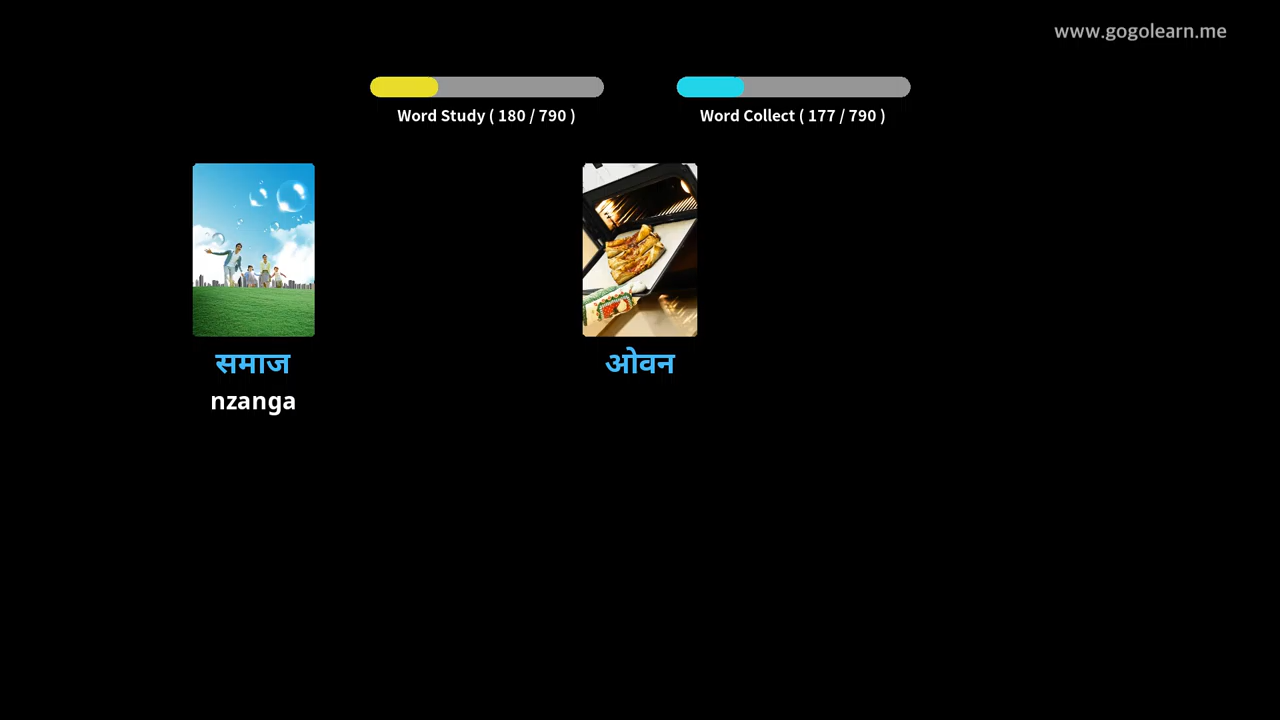 www.gogolearn.me
Word Study ( 180 / 790 )
Word Collect ( 177 / 790 )
समाज
nzanga
ओवन